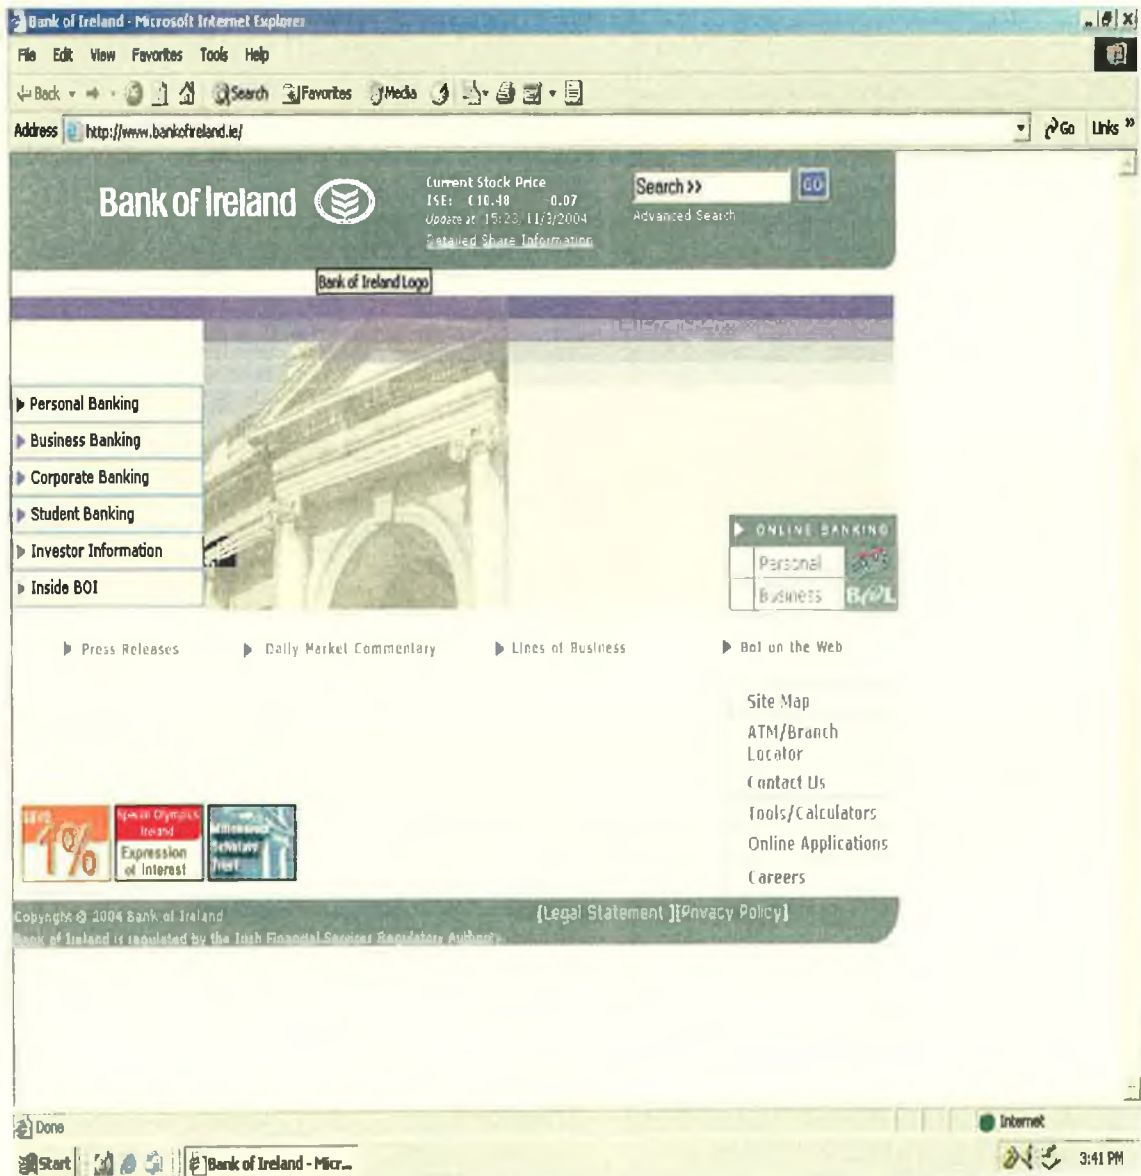 Bank of Ireland - Microsoft Internet Explorer
File Edit View Favorites Tools Help
Back Search Favorites Media
Address http://www.bankofireland.ie/ Go Links »
Bank of Ireland
Current Stock Price
ISE: €10.48 -0.07
Update at 15:23, 11/3/2004
Detailed Share Information
Search >> GO
Advanced Search
Bank of Ireland Logo
Personal Banking
Business Banking
Corporate Banking
Student Banking
Investor Information
Inside BOI
ONLINE BANKING
Personal
Business
Press Releases
Daily Market Commentary
Lines of Business
BoI on the Web
Site Map
ATM/Branch
Locator
Contact Us
Tools/Calculators
Online Applications
Careers
1%
Special Olympics
Ireland
Expression
of Interest
Millennium
Scholars
Trust
Copyright © 2004 Bank of Ireland
[Legal Statement ][Privacy Policy]
Bank of Ireland is regulated by the Irish Financial Services Regulatory Authority
Done
Internet
Start
Bank of Ireland - Micr...
3:41 PM